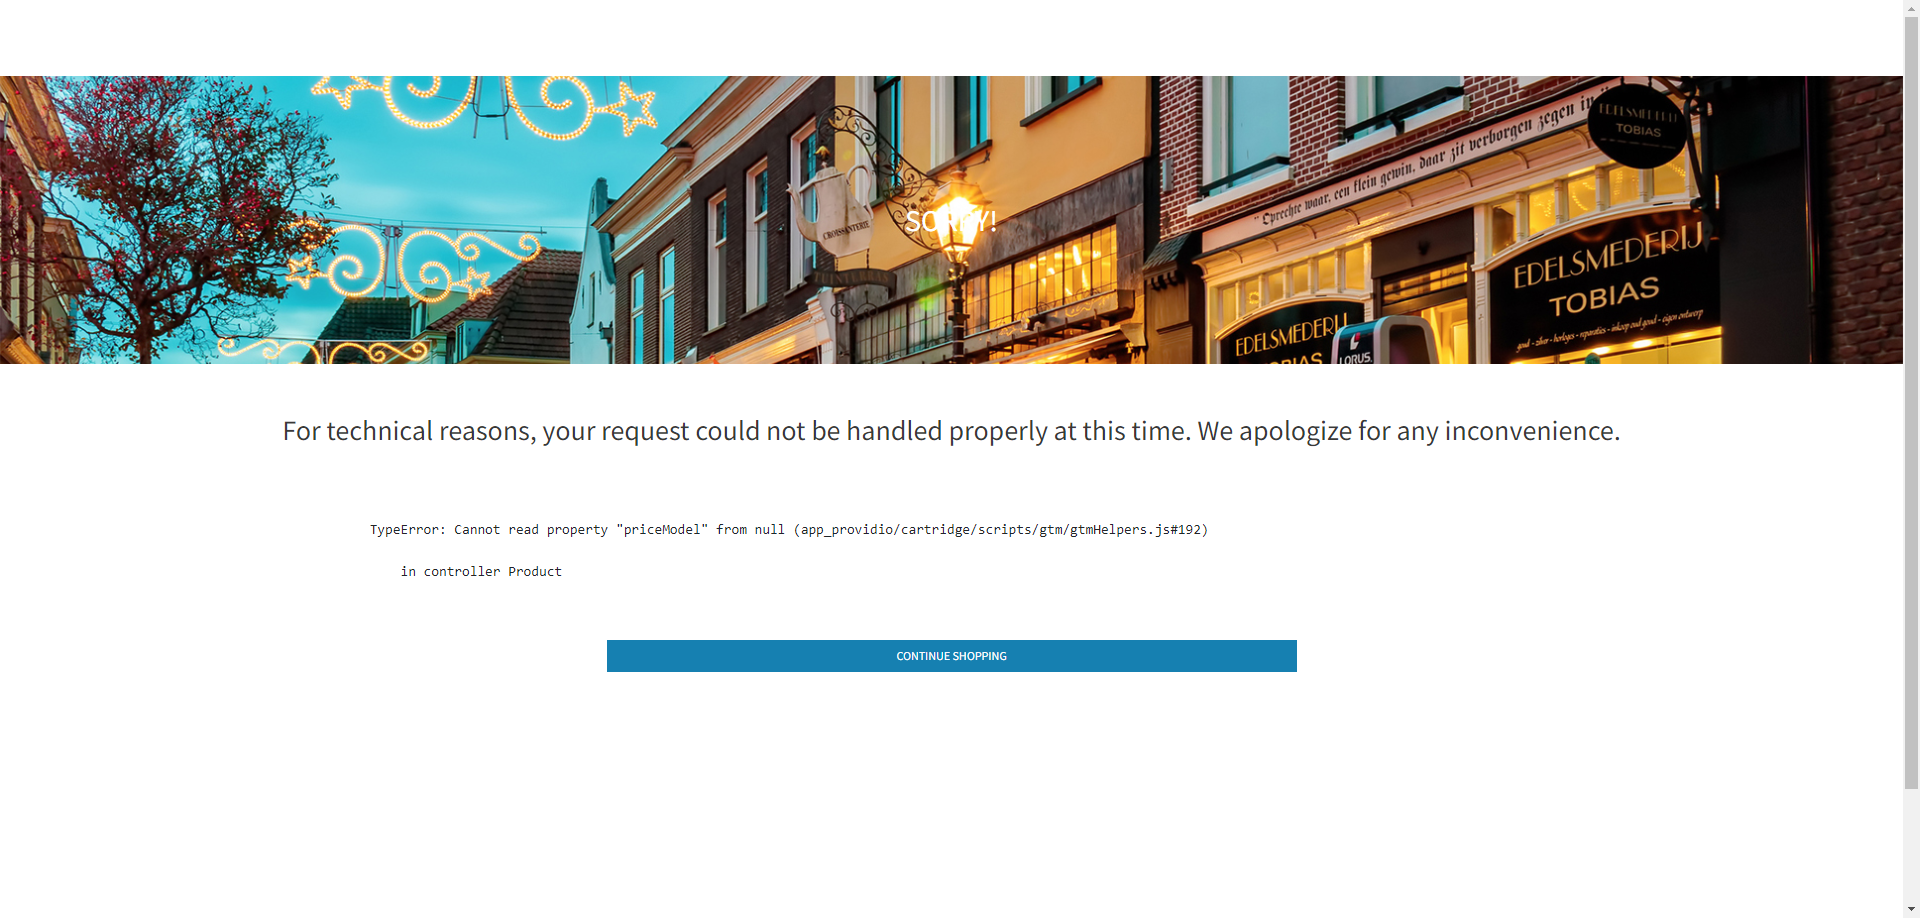 SORRY!
CROISSANTERIE
"Sprechte waar, een klein gewin, daar zit verborgen zegen in"
EDELSMEDERIJ
TOBIAS
EDELSMEDERIJ
TOBIAS
goud - zilver - horloges - reparaties - inkoop oud goud - eigen ontwerp
EDELSMEDERIJ
TOBIAS
LORUS
For technical reasons, your request could not be handled properly at this time. We apologize for any inconvenience.
TypeError: Cannot read property "priceModel" from null (app_providio/cartridge/scripts/gtm/gtmHelpers.js#192)
in controller Product
CONTINUE SHOPPING